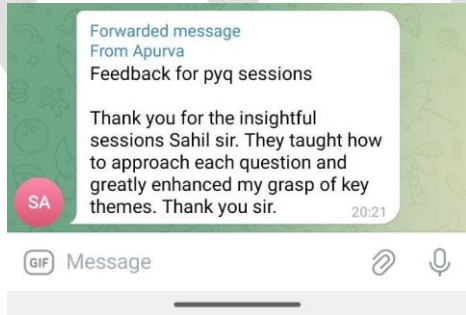 Forwarded message
From Apurva
Feedback for pyq sessions
Thank you for the insightful
sessions Sahil sir. They taught how
to approach each question and
greatly enhanced my grasp of key
themes. Thank you sir.
20:21
SA
GIF Message